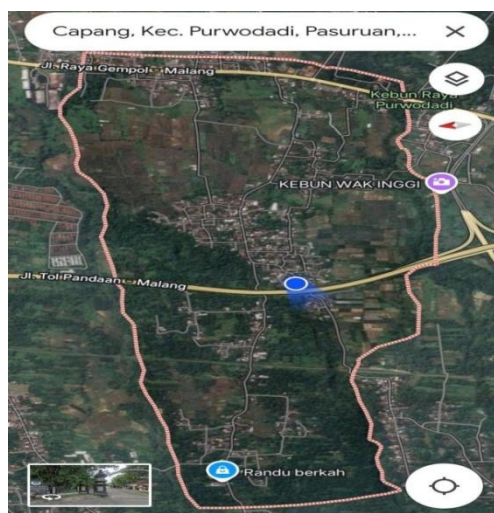 Capang, Kec. Purwodadi, Pasuruan,...
Jl. Raya Gempol - Malang
Kebun Raya
Purwodadi
KEBUN WAK INGGI
Jl. Tol Pandaan - Malang
Randu berkah